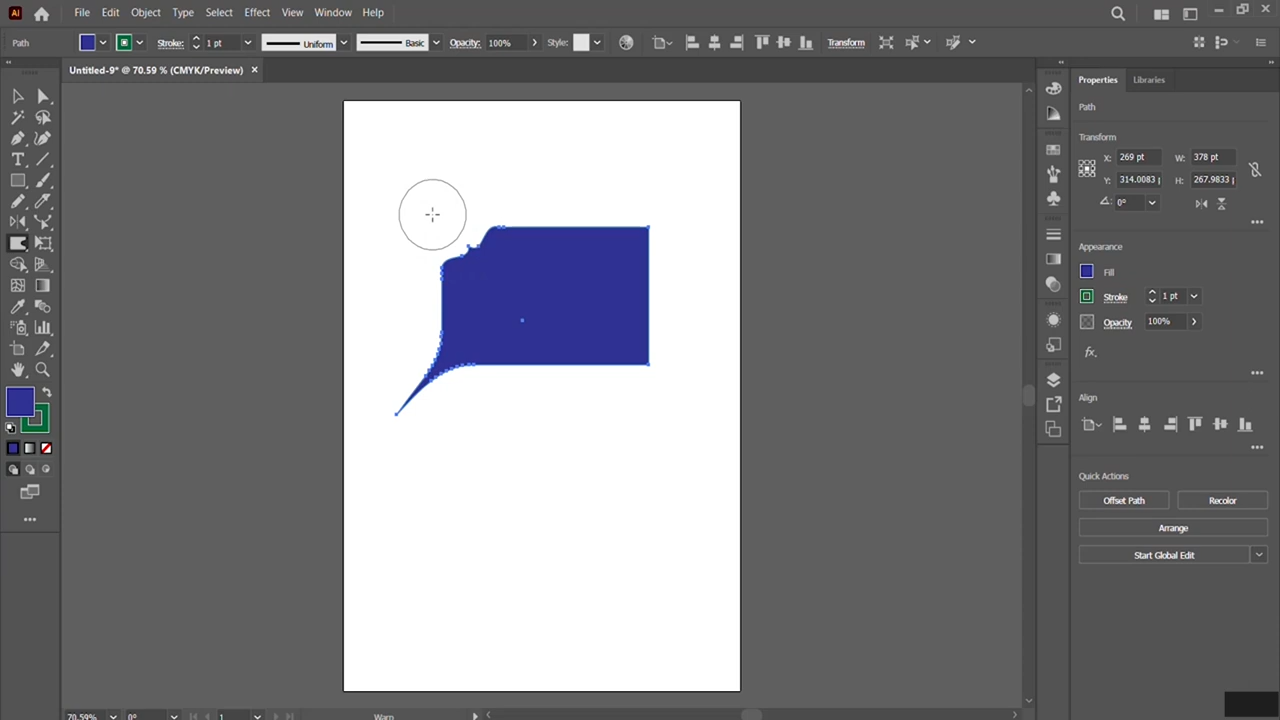 Ai File Edit Object Type Select Effect View Window Help
Path Stroke: 1 pt Uniform Basic Opacity: 100% Style: Transform
Untitled-9* @ 70.59 % (CMYK/Preview) ×
Properties Libraries
Path
Transform
X: 269 pt W: 378 pt
Y: 314.0083 H: 267.9833
0°
Appearance
Fill
Stroke 1 pt
Opacity 100%
fx.
Align
Quick Actions
Offset Path Recolor
Arrange
Start Global Edit
70.59% 0° 1 Warp